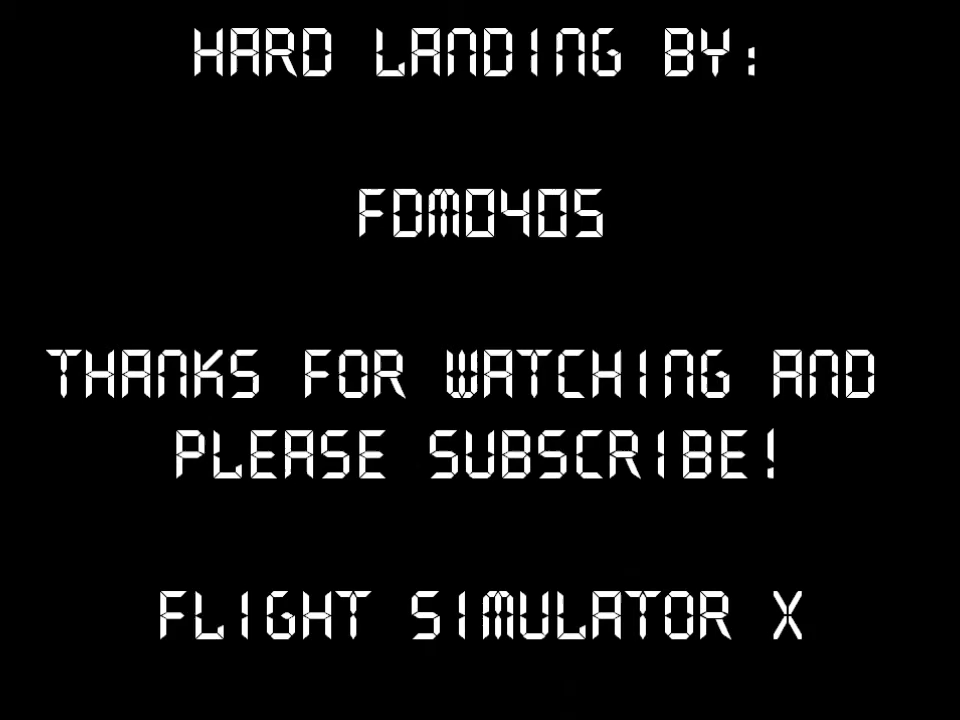 HARD LANDING BY:
FDM0405
THANKS FOR WATCHING AND
PLEASE SUBSCRIBE!
FLIGHT SIMULATOR X